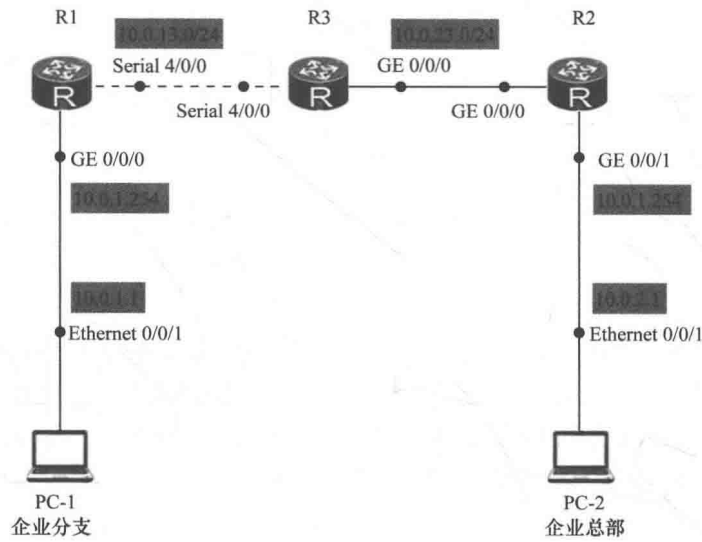 R1
R3
R2
10.0.13.0/24
10.0.23.0/24
Serial 4/0/0
GE 0/0/0
Serial 4/0/0
GE 0/0/0
R
R
R
GE 0/0/0
GE 0/0/1
10.0.1.254
10.0.1.254
10.0.1.1
10.0.2.1
Ethernet 0/0/1
Ethernet 0/0/1
PC-1
PC-2
企业分支
企业总部